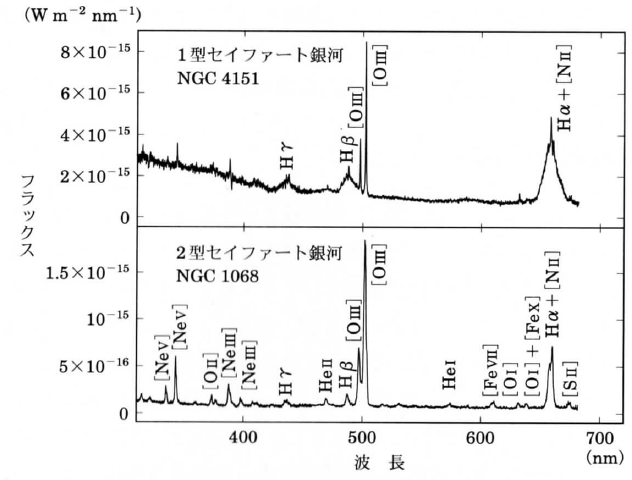 (W m−2 nm−1)
8×10−15
6×10−15
4×10−15
2×10−15
0
1型セイファート銀河
NGC 4151
Hγ
Hβ
[OIII]
[OIII]
Hα+[NII]
フラックス
1.5×10−15
10−15
5×10−16
0
2型セイファート銀河
NGC 1068
[NeV]
[NeV]
[OII]
[NeIII]
[NeIII]
Hγ
HeII
Hβ
[OIII]
[OIII]
HeI
[FeVII]
[OI]
[OI]+[FeX]
Hα+[NII]
[SII]
400
500
600
700
波長
(nm)